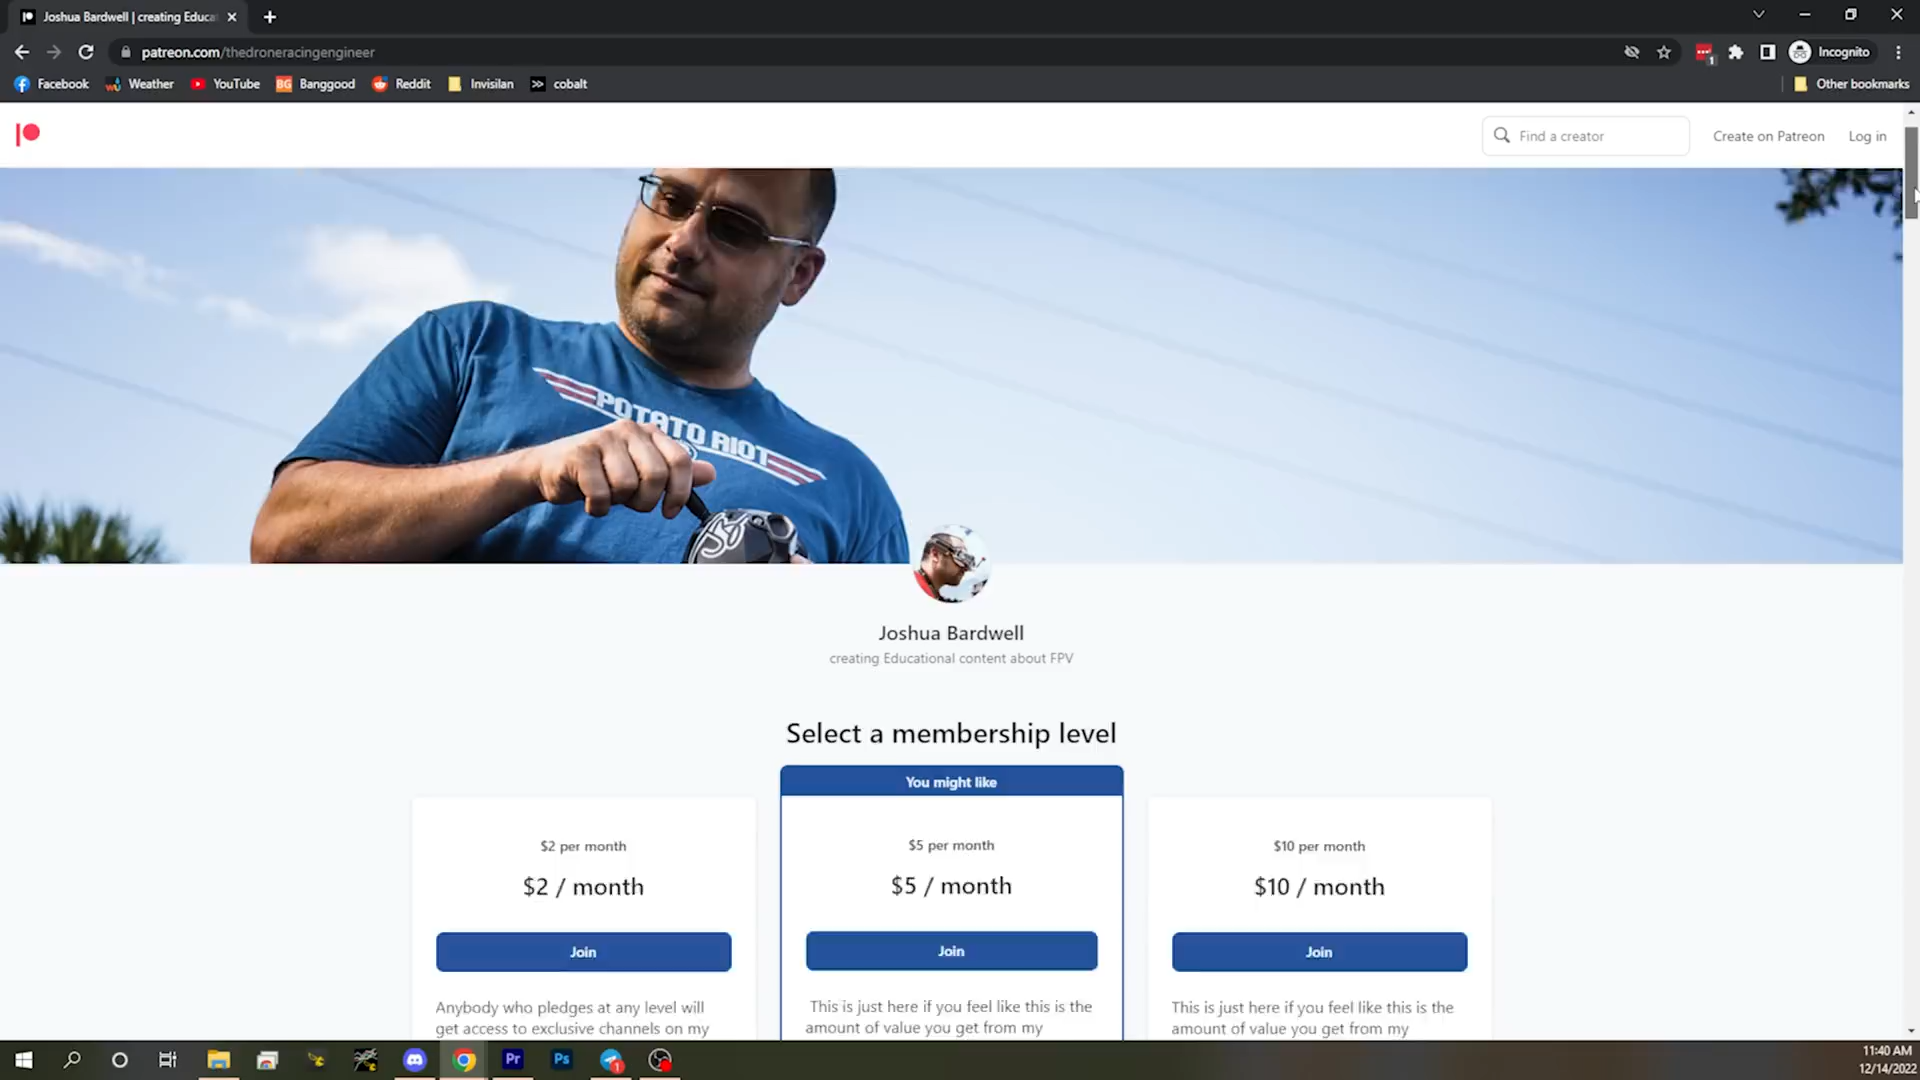 Joshua Bardwell | creating Educa
patreon.com/thedroneracingengineer
Incognito
Facebook
Weather
YouTube
BG Banggood
Reddit
Invisilan
cobalt
Other bookmarks
Find a creator
Create on Patreon
Log in
POTATO RIOT
Joshua Bardwell
creating Educational content about FPV
Select a membership level
You might like
$2 per month
$2 / month
Join
Anybody who pledges at any level will
get access to exclusive channels on my
$5 per month
$5 / month
Join
This is just here if you feel like this is the
amount of value you get from my
$10 per month
$10 / month
Join
This is just here if you feel like this is the
amount of value you get from my
Pr
Ps
1
11:40 AM
12/14/2022